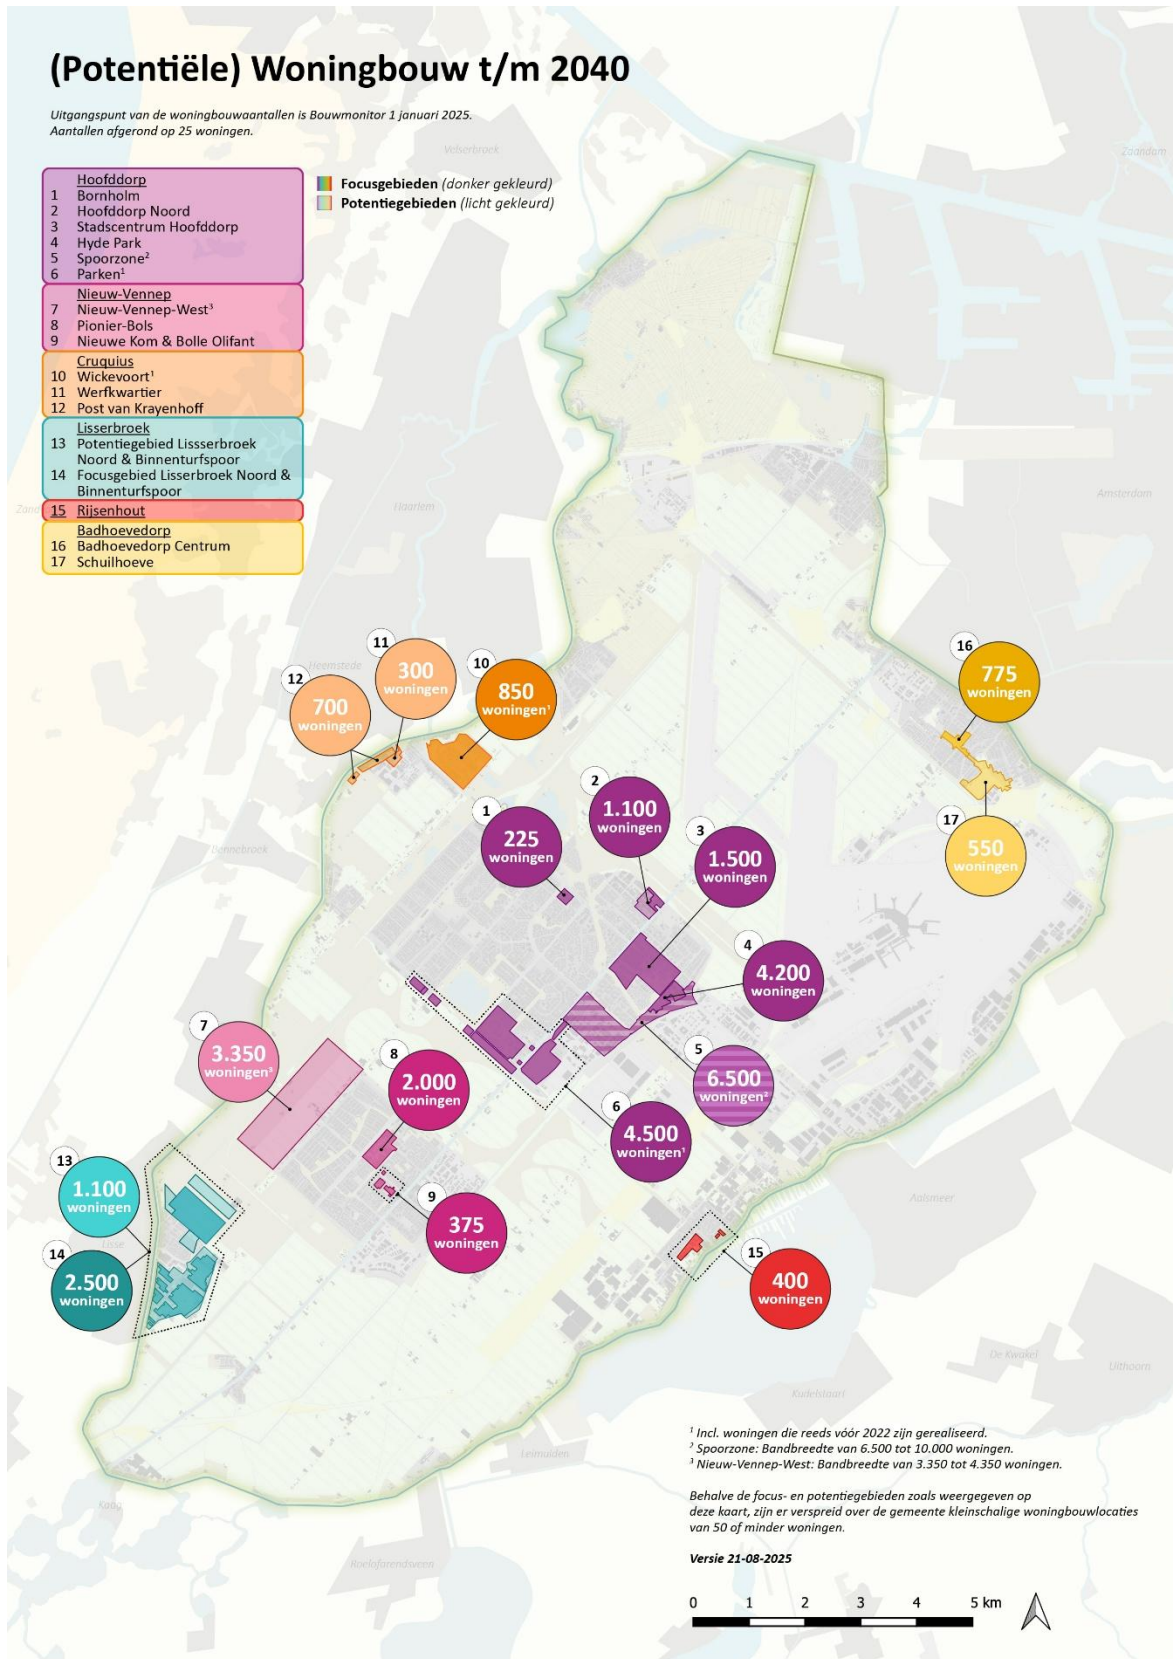 (Potentiële) Woningbouw t/m 2040
Uitgangspunt van de woningbouwaantallen is Bouwmonitor 1 januari 2025.
Aantallen afgerond op 25 woningen.
Hoofddorp
1 Bornholm
2 Hoofddorp Noord
3 Stadscentrum Hoofddorp
4 Hyde Park
5 Spoorzone²
6 Parken¹
Nieuw-Vennep
7 Nieuw-Vennep-West³
8 Pionier-Bols
9 Nieuwe Kom & Bolle Olifant
Cruquius
10 Wickevoort¹
11 Werfkwartier
12 Post van Krayenhoff
Lisserbroek
13 Potentiegebied Lissserbroek
Noord & Binnenturfspoor
14 Focusgebied Lisserbroek Noord &
Binnenturfspoor
15 Rijsenhout
Badhoevedorp
16 Badhoevedorp Centrum
17 Schuilhoeve
Focusgebieden (donker gekleurd)
Potentiegebieden (licht gekleurd)
Velserbroek
Zaandam
Haarlem
Amsterdam
Zand
Heemstede
11
300
woningen
12
700
woningen
10
850
woningen¹
16
775
woningen
2
1.100
woningen
1
225
woningen
3
1.500
woningen
17
550
woningen
Bennebroek
4
4.200
woningen
7
3.350
woningen³
8
2.000
woningen
5
6.500
woningen²
6
4.500
woningen¹
13
1.100
woningen
9
375
woningen
Aalsmeer
Lisse
14
2.500
woningen
15
400
woningen
De Kwakel
Uithoorn
Kudelstaart
Leimuiden
Kaag
Roelofarendsveen
¹ Incl. woningen die reeds vóór 2022 zijn gerealiseerd.
² Spoorzone: Bandbreedte van 6.500 tot 10.000 woningen.
³ Nieuw-Vennep-West: Bandbreedte van 3.350 tot 4.350 woningen.
Behalve de focus- en potentiegebieden zoals weergegeven op
deze kaart, zijn er verspreid over de gemeente kleinschalige woningbouwlocaties
van 50 of minder woningen.
Versie 21-08-2025
0 1 2 3 4 5 km